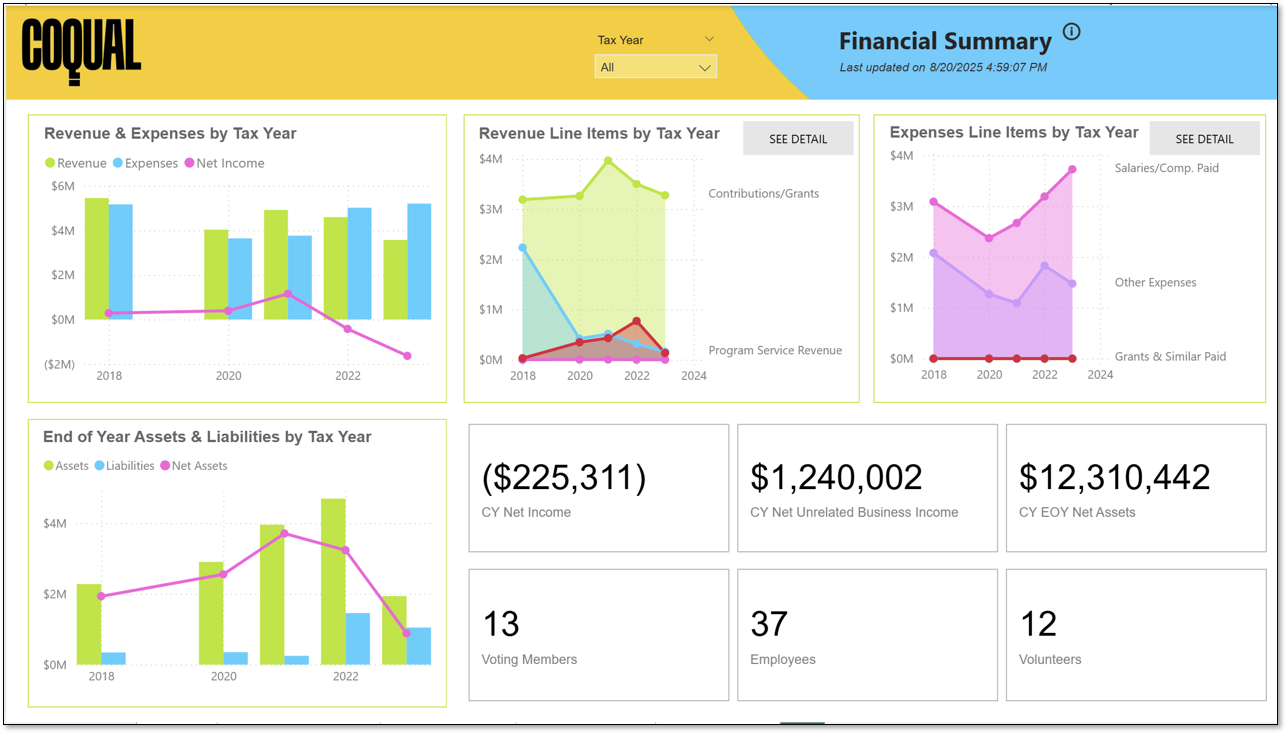 COQUAL
Tax Year
All
Financial Summary
Last updated on 8/20/2025 4:59:07 PM
Revenue & Expenses by Tax Year
Revenue Expenses Net Income
$6M
$4M
$2M
$0M
($2M)
2018 2020 2022
Revenue Line Items by Tax Year
SEE DETAIL
$4M
$3M
$2M
$1M
$0M
Contributions/Grants
Program Service Revenue
2018 2020 2022 2024
Expenses Line Items by Tax Year
SEE DETAIL
$4M
$3M
$2M
$1M
$0M
Salaries/Comp. Paid
Other Expenses
Grants & Similar Paid
2018 2020 2022 2024
End of Year Assets & Liabilities by Tax Year
Assets Liabilities Net Assets
$4M
$2M
$0M
2018 2020 2022
($225,311)
CY Net Income
$1,240,002
CY Net Unrelated Business Income
$12,310,442
CY EOY Net Assets
13
Voting Members
37
Employees
12
Volunteers